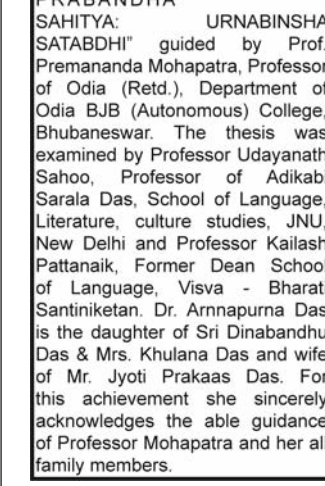 PRABANDHA
SAHITYA: URNABINSHA
SATABDHI” guided by Prof.
Premananda Mohapatra, Professor
of Odia (Retd.), Department of
Odia BJB (Autonomous) College,
Bhubaneswar. The thesis was
examined by Professor Udayanath
Sahoo, Professor of Adikabi
Sarala Das, School of Language,
Literature, culture studies, JNU,
New Delhi and Professor Kailash
Pattanaik, Former Dean School
of Language, Visva - Bharati
Santiniketan. Dr. Arnnapurna Das
is the daughter of Sri Dinabandhu
Das & Mrs. Khulana Das and wife
of Mr. Jyoti Prakaas Das. For
this achievement she sincerely
acknowledges the able guidance
of Professor Mohapatra and her all
family members.